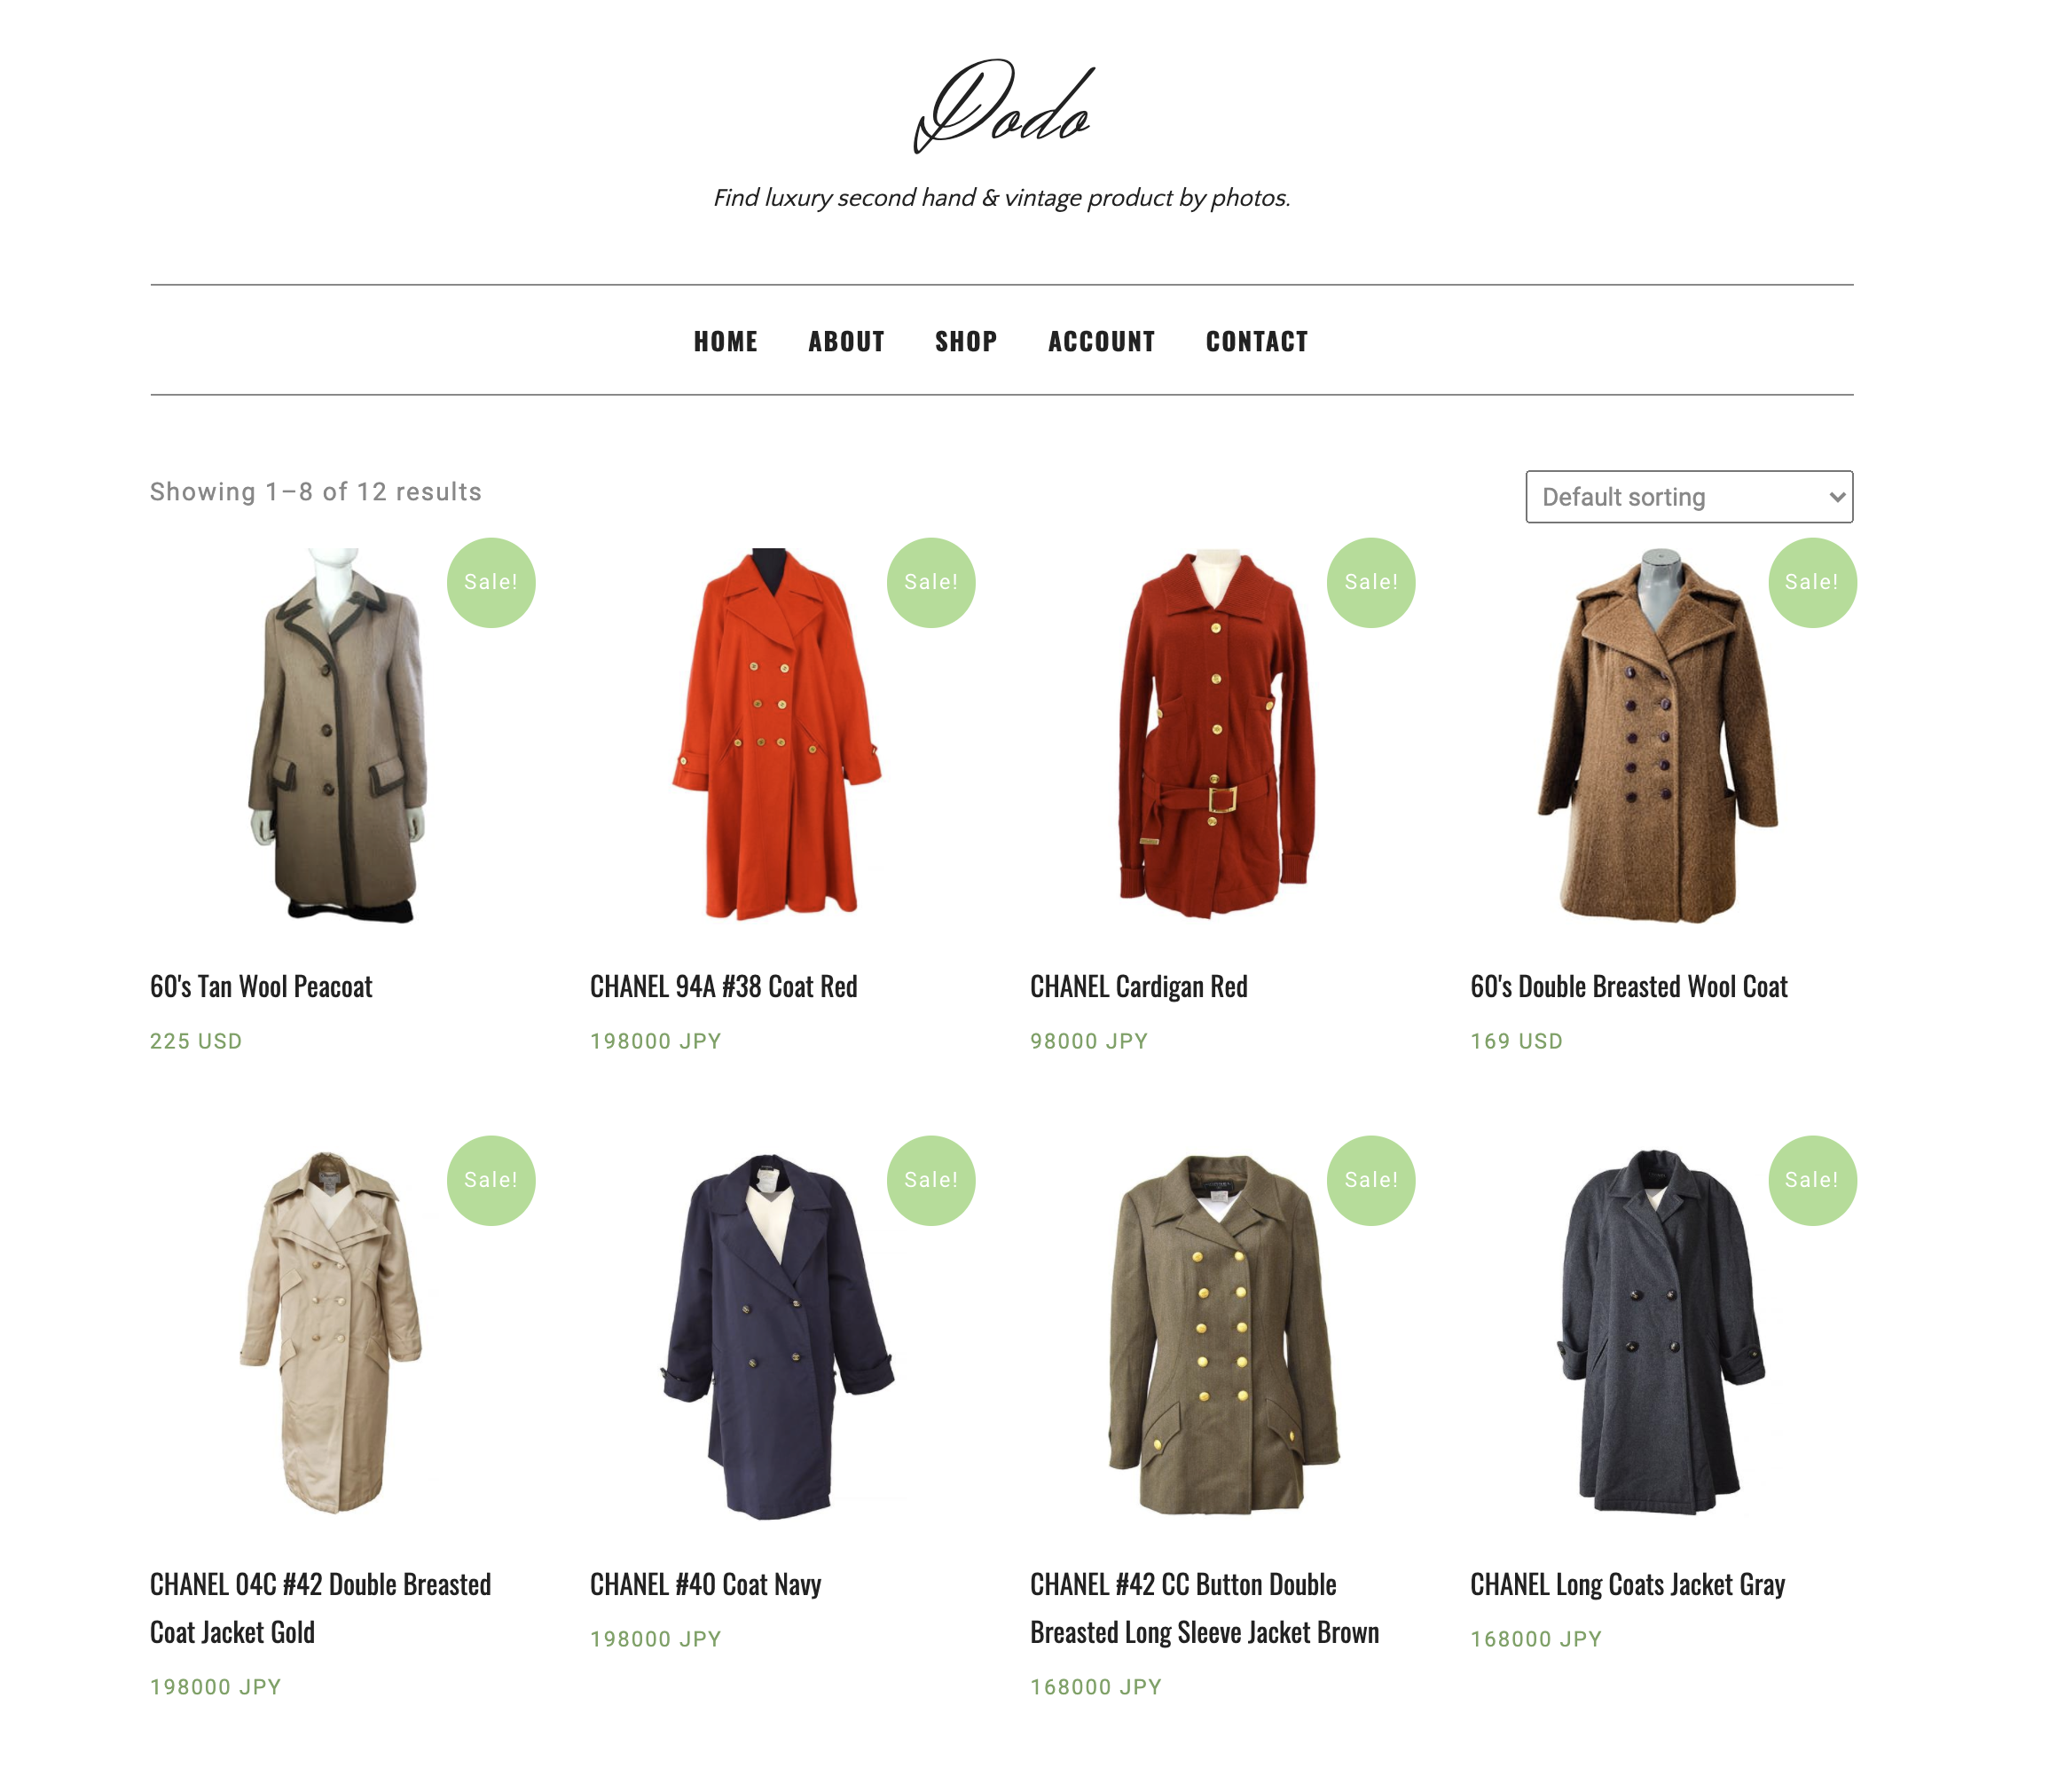 Dodo
Find luxury second hand & vintage product by photos.
HOME ABOUT SHOP ACCOUNT CONTACT
Showing 1–8 of 12 results
Default sorting
Sale!
Sale!
Sale!
Sale!
60's Tan Wool Peacoat
225 USD
CHANEL 94A #38 Coat Red
198000 JPY
CHANEL Cardigan Red
98000 JPY
60's Double Breasted Wool Coat
169 USD
Sale!
Sale!
Sale!
Sale!
CHANEL 04C #42 Double Breasted
Coat Jacket Gold
198000 JPY
CHANEL #40 Coat Navy
198000 JPY
CHANEL #42 CC Button Double
Breasted Long Sleeve Jacket Brown
168000 JPY
CHANEL Long Coats Jacket Gray
168000 JPY